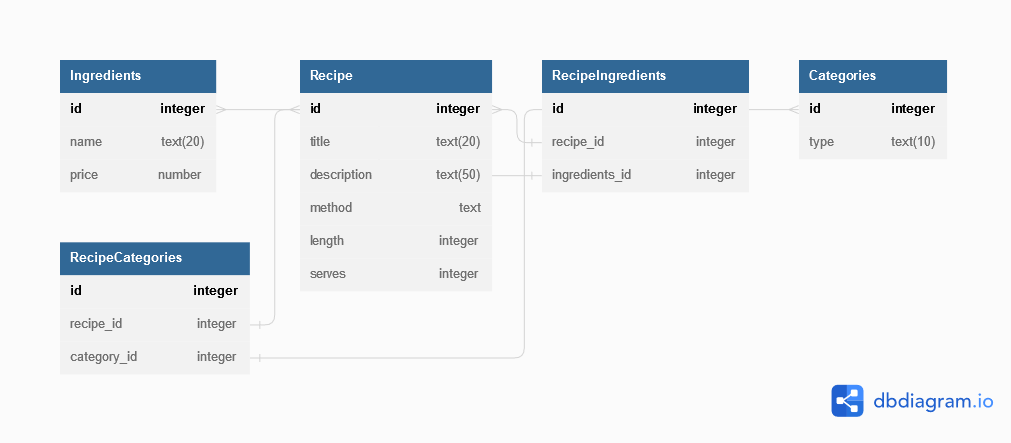 Ingredients
id integer
name text(20)
price number
Recipe
id integer
title text(20)
description text(50)
method text
length integer
serves integer
RecipeIngredients
id integer
recipe_id integer
ingredients_id integer
Categories
id integer
type text(10)
RecipeCategories
id integer
recipe_id integer
category_id integer
dbdiagram.io